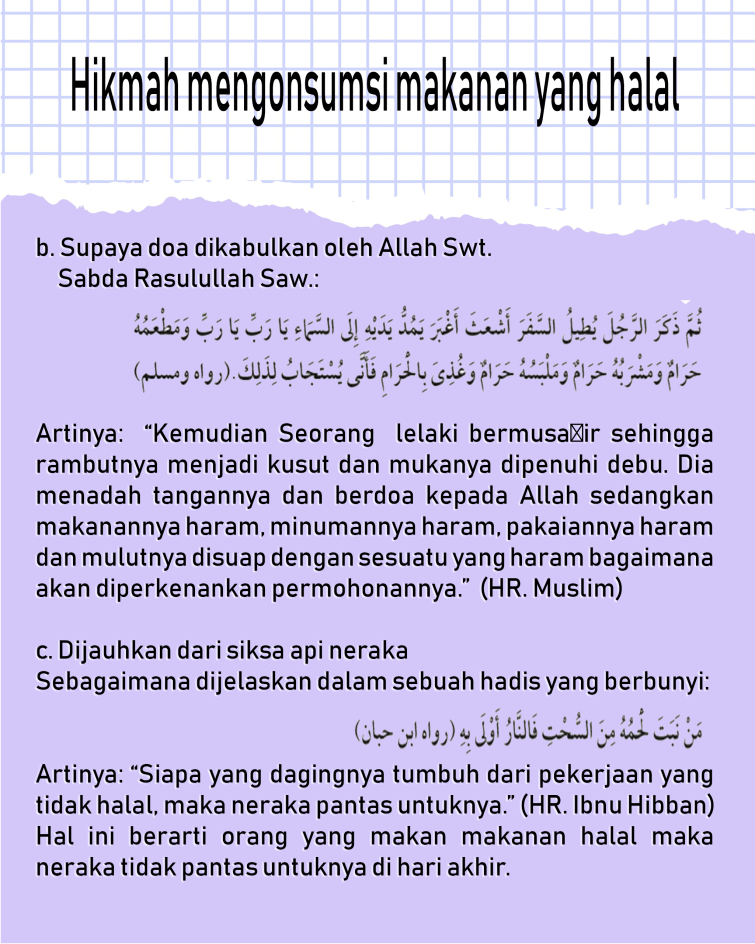 Hikmah mengonsumsi makanan yang halal
b. Supaya doa dikabulkan oleh Allah Swt.
Sabda Rasulullah Saw.:
ثُمَّ ذَكَرَ الرَّجُلَ يُطِيلُ السَّفَرَ أَشْعَثَ أَغْبَرَ يَمُدُّ يَدَيْهِ إِلَى السَّمَاءِ يَا رَبِّ يَا رَبِّ وَمَطْعَمُهُ
حَرَامٌ وَمَشْرَبُهُ حَرَامٌ وَمَلْبَسُهُ حَرَامٌ وَغُذِىَ بِالْحَرَامِ فَأَنَّى يُسْتَجَابُ لِذَلِكَ.(رواه ومسلم)
Artinya: “Kemudian Seorang lelaki bermusa☒ir sehingga
rambutnya menjadi kusut dan mukanya dipenuhi debu. Dia
menadah tangannya dan berdoa kepada Allah sedangkan
makanannya haram, minumannya haram, pakaiannya haram
dan mulutnya disuap dengan sesuatu yang haram bagaimana
akan diperkenankan permohonannya.” (HR. Muslim)
c. Dijauhkan dari siksa api neraka
Sebagaimana dijelaskan dalam sebuah hadis yang berbunyi:
مَنْ نَبَتَ لَحْمُهُ مِنَ السُّحْتِ فَالنَّارُ أَوْلَى بِهِ (رواه ابن حبان)
Artinya: “Siapa yang dagingnya tumbuh dari pekerjaan yang
tidak halal, maka neraka pantas untuknya.” (HR. Ibnu Hibban)
Hal ini berarti orang yang makan makanan halal maka
neraka tidak pantas untuknya di hari akhir.